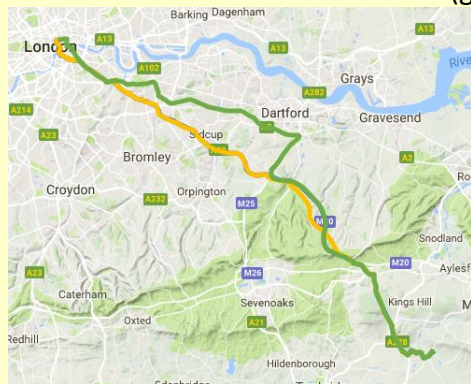 Barking Dagenham
London
A13
A13
A102
A13
River
A214
A282
Grays
Dartford
Gravesend
A23
Sidcup
Bromley
A2
Croydon
A232
Orpington
M25
M20
Snodland
A23
M26
M20
Aylesf
Caterham
Sevenoaks
Kings Hill
Oxted
A21
Redhill
Hildenborough